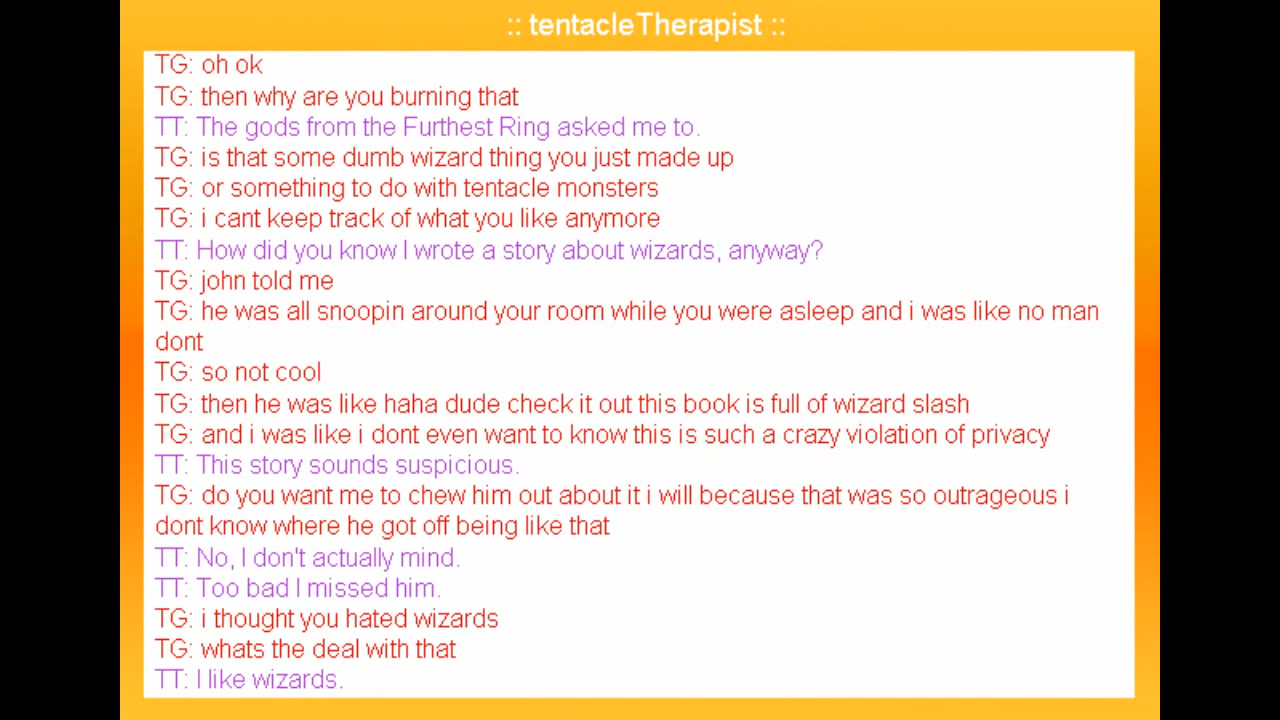 :: tentacleTherapist ::
TG: oh ok
TG: then why are you burning that
TT: The gods from the Furthest Ring asked me to.
TG: is that some dumb wizard thing you just made up
TG: or something to do with tentacle monsters
TG: i cant keep track of what you like anymore
TT: How did you know I wrote a story about wizards, anyway?
TG: john told me
TG: he was all snoopin around your room while you were asleep and i was like no man
dont
TG: so not cool
TG: then he was like haha dude check it out this book is full of wizard slash
TG: and i was like i dont even want to know this is such a crazy violation of privacy
TT: This story sounds suspicious.
TG: do you want me to chew him out about it i will because that was so outrageous i
dont know where he got off being like that
TT: No, I don't actually mind.
TT: Too bad I missed him.
TG: i thought you hated wizards
TG: whats the deal with that
TT: I like wizards.